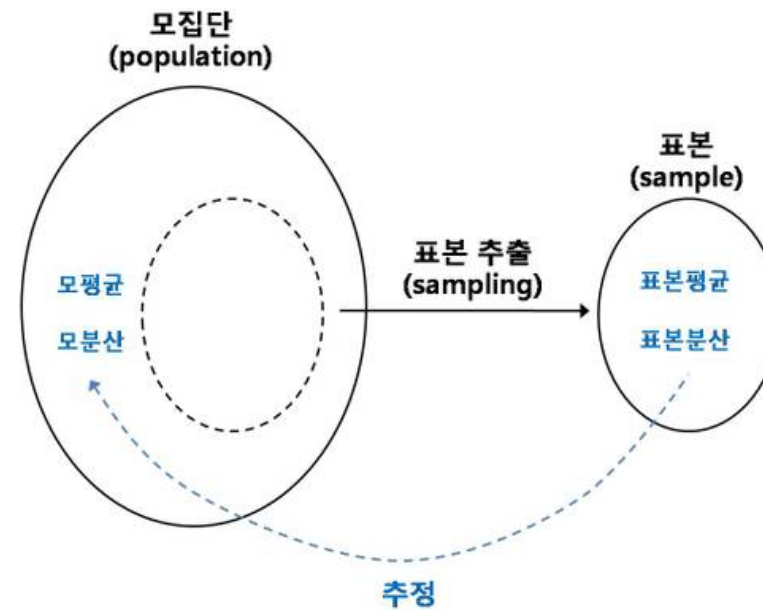 모집단
(population)
표본
(sample)
표본 추출
(sampling)
모평균
모분산
표본평균
표본분산
추정